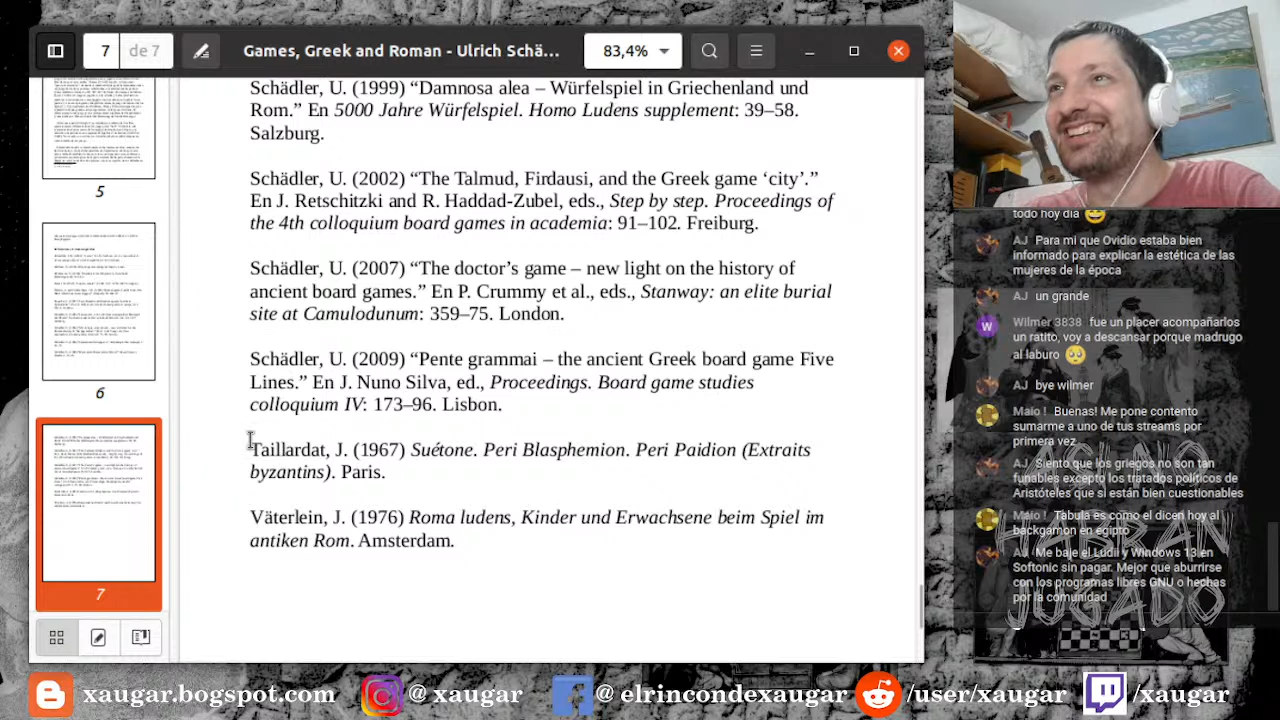 7
de 7
Games, Greek and Roman - Ulrich Schä...
83,4%
Schädler, U. (1999) “Damnosa alea – Würfelspiel in Griechenland und
Rom.” En 5000 Jahre Würfelspiel. Homo Ludens supplement: 39–58.
Salzburg.
Schädler, U. (2002) “The Talmud, Firdausi, and the Greek game ‘city’.”
En J. Retschitzki and R. Haddad-Zubel, eds., Step by step. Proceedings of
the 4th colloquium board games in academia: 91–102. Freiburg.
Schädler, U. (2007) “The doctor’s game – new light on the history of
ancient board games.” En P. Crummy et al., eds., Stanway: an élite burial
site at Camulodunum: 359–75. London.
Schädler, U. (2009) “Pente grammai – the ancient Greek board game Five
Lines.” En J. Nuno Silva, ed., Proceedings. Board game studies
colloquium IV: 173–96. Lisbon.
Taillardat, J. (1967) Suétone. Peri Blasphemion. Peri Paidion (Extraits
byzantins). Paris.
Väterlein, J. (1976) Roma ludens, Kinder und Erwachsene beim Spiel im
antiken Rom. Amsterdam.
5
6
7
todo hoy día
AJ Para mi que Ovidio estaba bien
informado para explicar la estética de las
mujeres de la época
AJ un grande
Wilmer 3838 fue un placer acompañarlos
un ratito, voy a descansar porque madrugo
al laburo
AJ bye wilmer
Maio ! Buenas! Me pone contento
sumarme a uno de tus streams por
primera vez
AJ Siento que los griegos no son tan
funables excepto los tratados políticos de
Aristóteles que si están bien cuestionables
Maio ! Tabula es como el dicen hoy al
backgamon en egipto
AJ Me baje el Ludii y Windows 13 en
Softonic sin pagar. Mejor que aburrirse
con los programas libres GNU o hechas
por la comunidad
HABRÁN
JUGADO
xaugar.bogspot.com
@ xaugar
@ elrincondexaugar
/user/xaugar
/xaugar